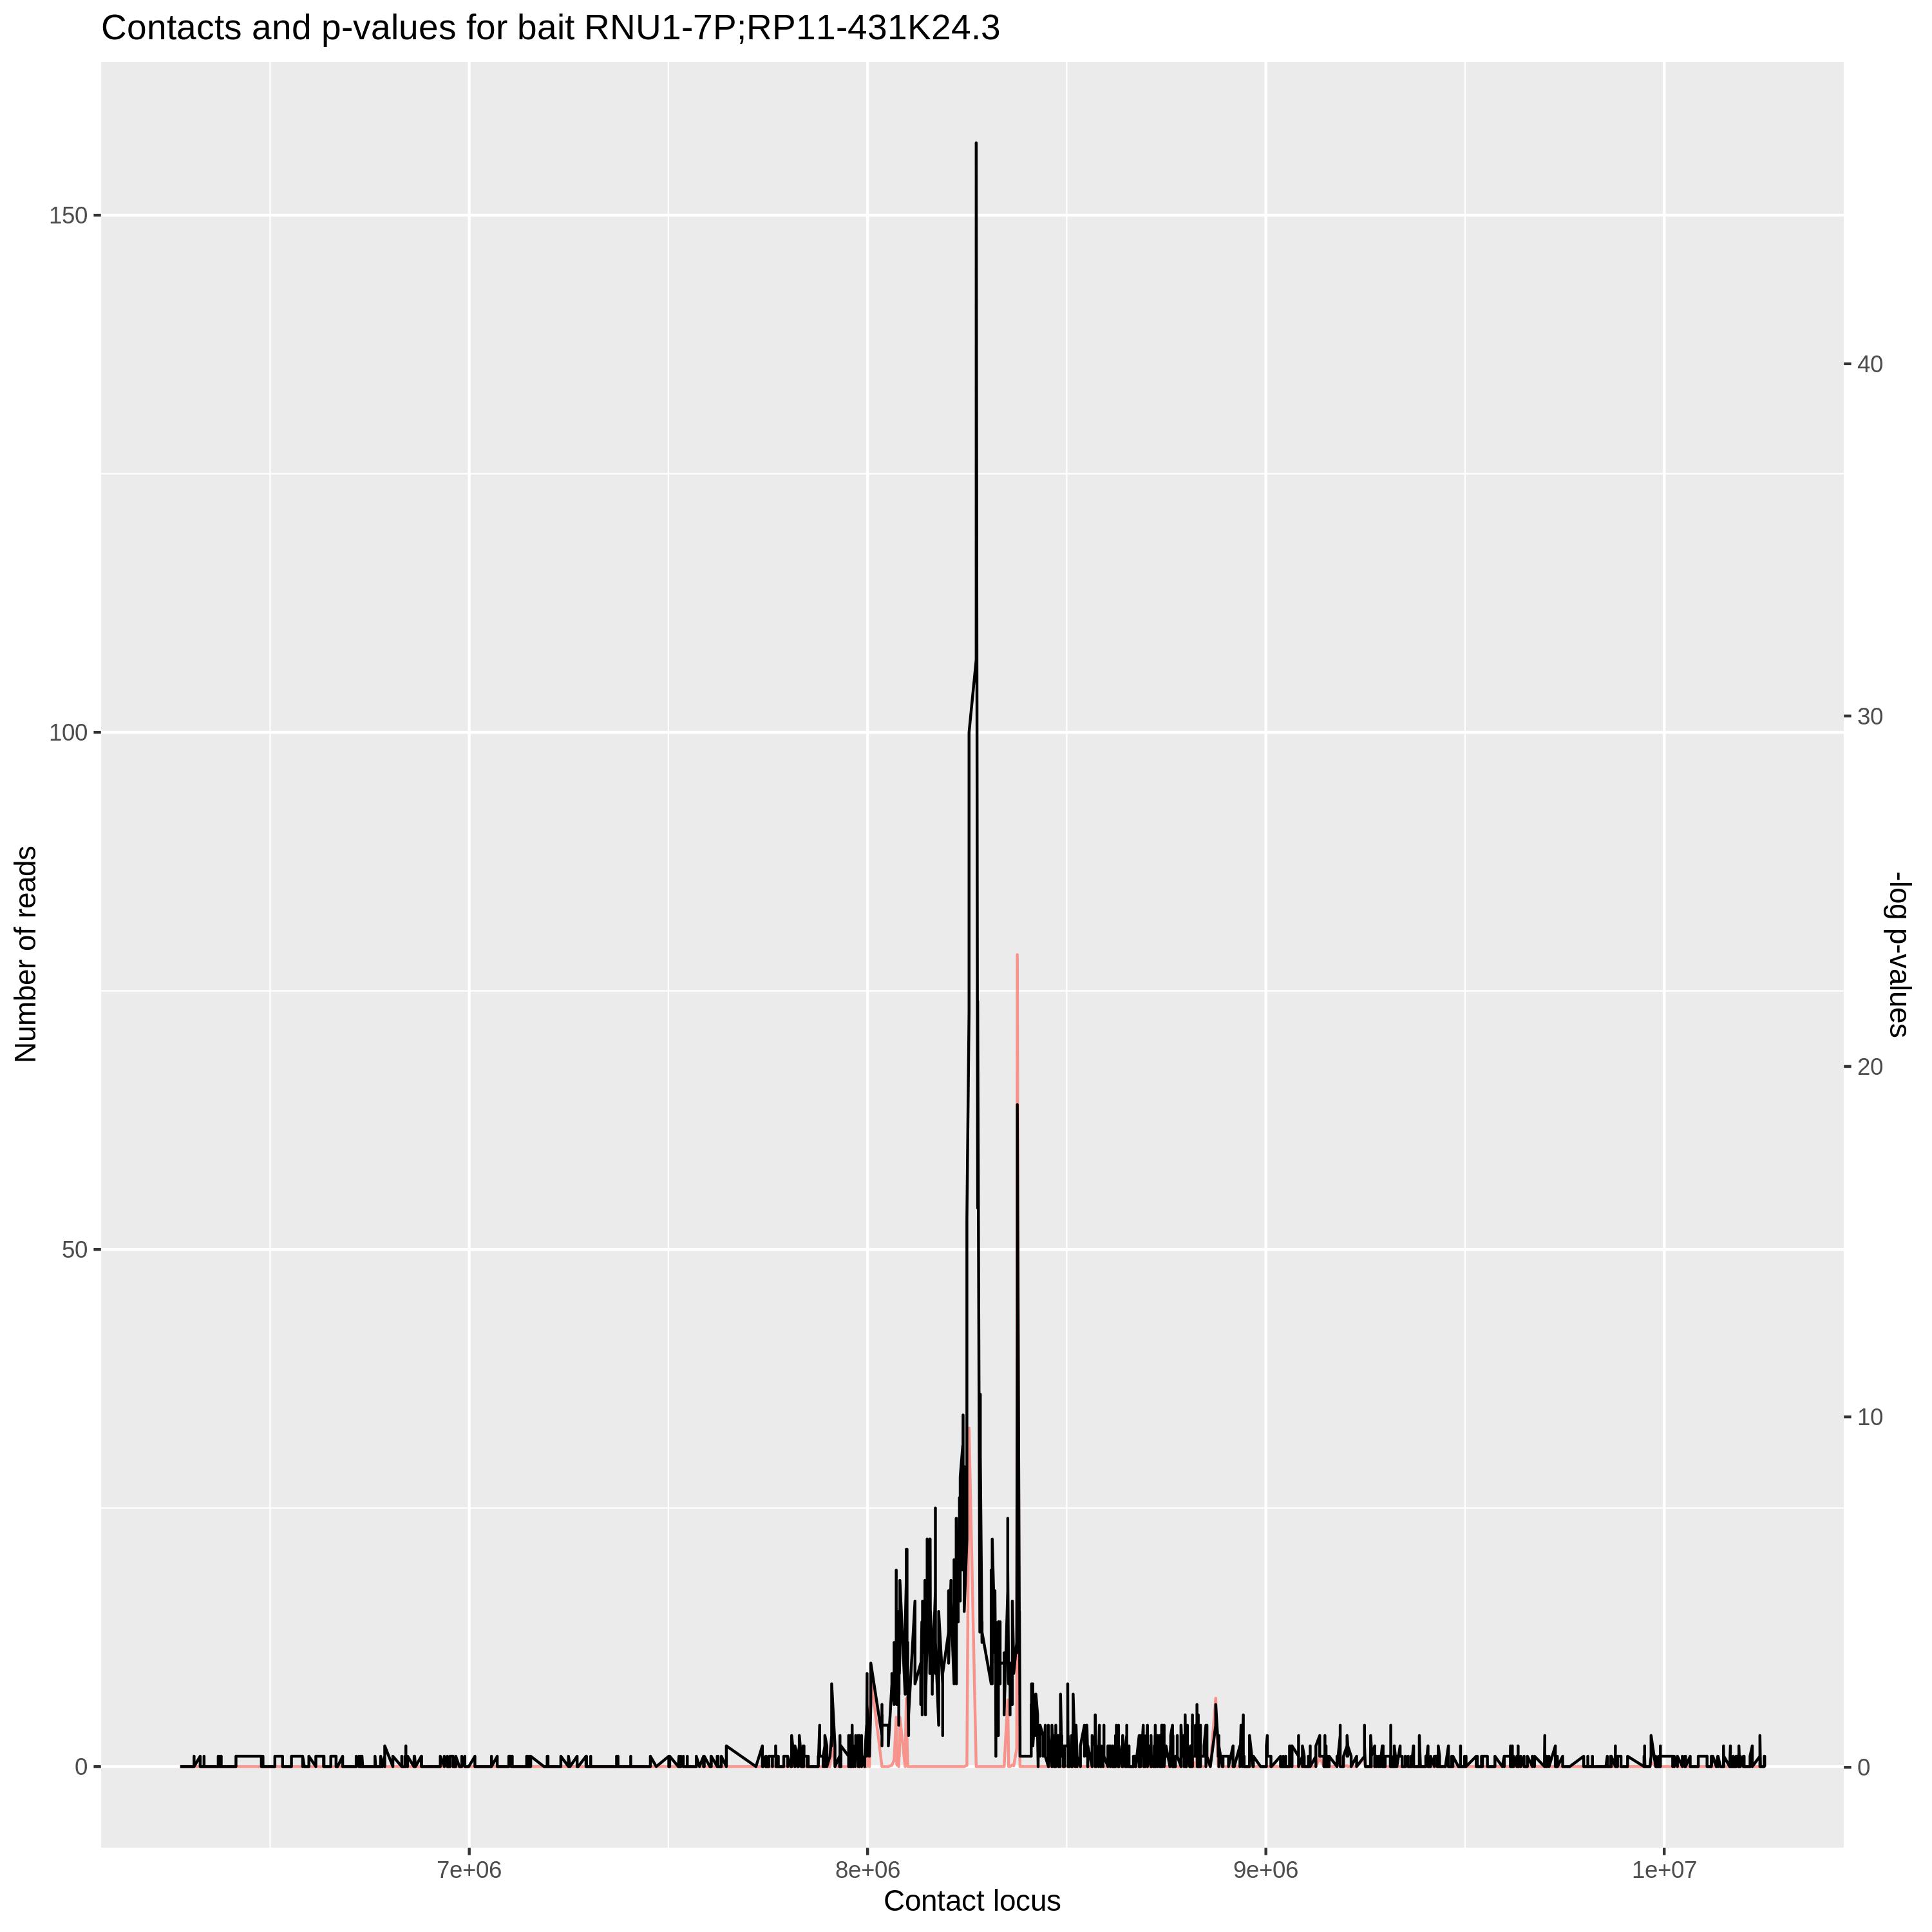 Contacts and p-values for bait RNU1-7P;RP11-431K24.3
150
100
50
0
40
30
20
10
0
Number of reads
-log p-values
7e+06
8e+06
9e+06
1e+07
Contact locus